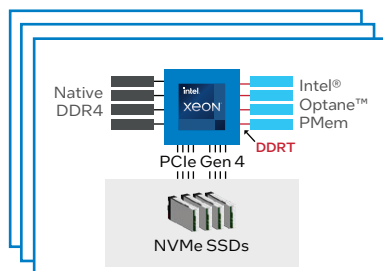 Native
DDR4
intel
XEON
Intel®
Optane™
PMem
DDRT
PCIe Gen 4
NVMe SSDs